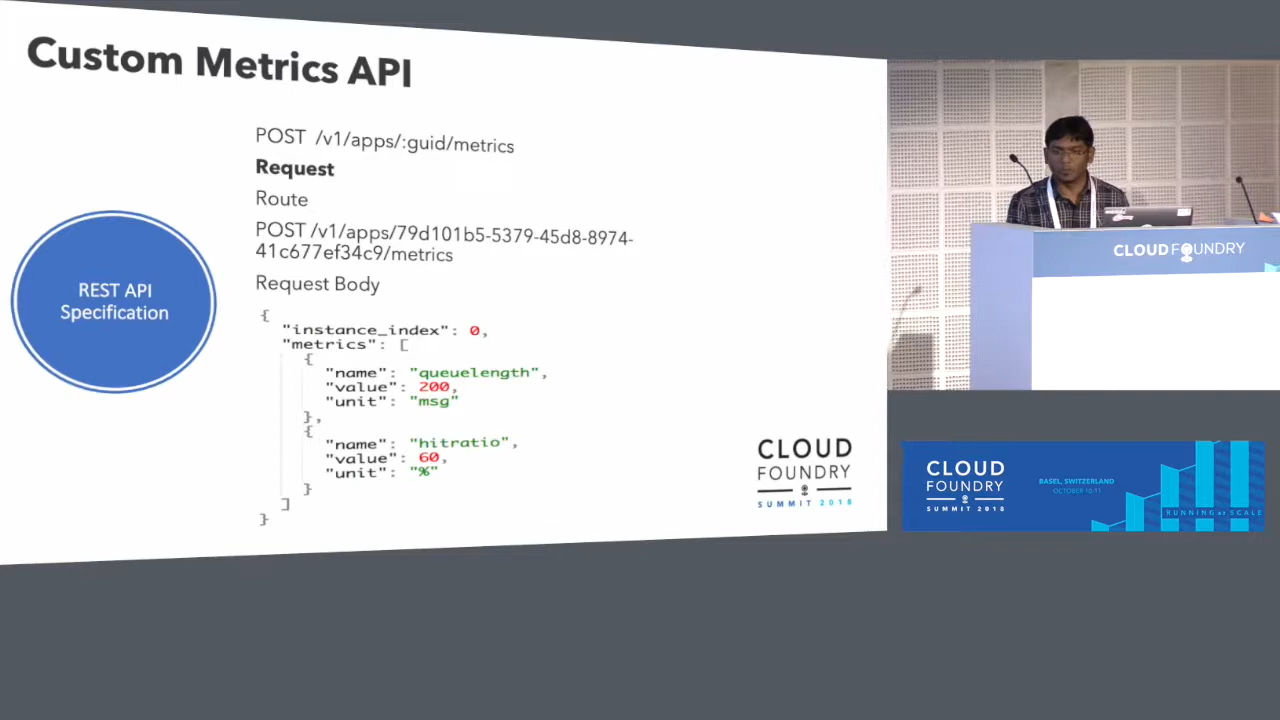 Custom Metrics API
POST /v1/apps/:guid/metrics
Request
Route
POST /v1/apps/79d101b5-5379-45d8-8974-
41c677ef34c9/metrics
Request Body
REST API
Specification
{
"instance_index": 0,
"metrics": [
{
"name": "queuelength",
"value": 200,
"unit": "msg"
},
{
"name": "hitratio",
"value": 60,
"unit": "%"
}
]
}
CLOUD
FOUNDRY
SUMMIT 2018
CLOUD FOUNDRY
CLOUD
FOUNDRY
SUMMIT 2018
BASEL, SWITZERLAND
OCTOBER 10-11
RUNNING AT SCALE